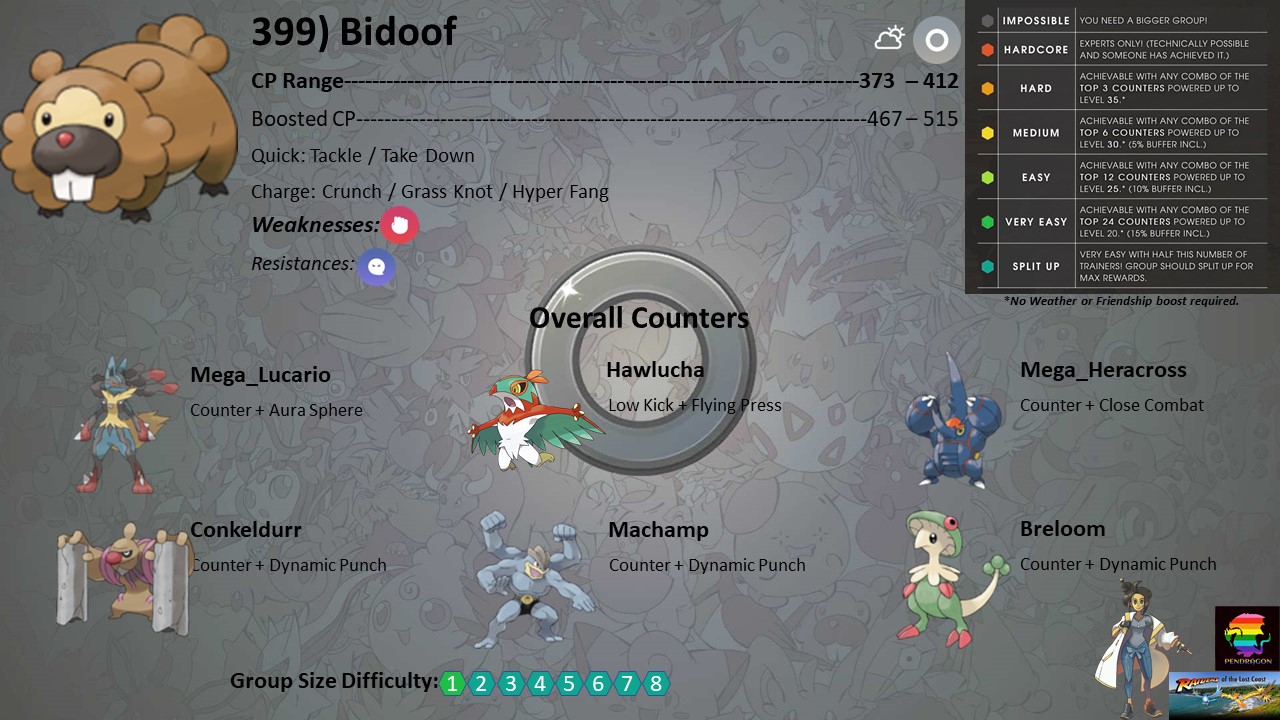 399) Bidoof
CP Range--------------------------------------------------------------------------373 – 412
Boosted CP-------------------------------------------------------------------------467 – 515
Quick: Tackle / Take Down
Charge: Crunch / Grass Knot / Hyper Fang
Weaknesses:
Resistances:
IMPOSSIBLE YOU NEED A BIGGER GROUP!
HARDCORE EXPERTS ONLY! (TECHNICALLY POSSIBLE
AND SOMEONE HAS ACHIEVED IT.)
HARD ACHIEVABLE WITH ANY COMBO OF THE
TOP 3 COUNTERS POWERED UP TO
LEVEL 35.*
MEDIUM ACHIEVABLE WITH ANY COMBO OF THE
TOP 6 COUNTERS POWERED UP TO
LEVEL 30.* (5% BUFFER INCL.)
EASY ACHIEVABLE WITH ANY COMBO OF THE
TOP 12 COUNTERS POWERED UP TO
LEVEL 25.* (10% BUFFER INCL.)
VERY EASY ACHIEVABLE WITH ANY COMBO OF THE
TOP 24 COUNTERS POWERED UP TO
LEVEL 20.* (15% BUFFER INCL.)
SPLIT UP VERY EASY WITH HALF THIS NUMBER OF
TRAINERS! GROUP SHOULD SPLIT UP FOR
MAX REWARDS.
*No Weather or Friendship boost required.
Overall Counters
Mega_Lucario
Counter + Aura Sphere
Hawlucha
Low Kick + Flying Press
Mega_Heracross
Counter + Close Combat
Conkeldurr
Counter + Dynamic Punch
Machamp
Counter + Dynamic Punch
Breloom
Counter + Dynamic Punch
Group Size Difficulty: 1 2 3 4 5 6 7 8
PENDROGON
RAIDERS of the Lost Coast